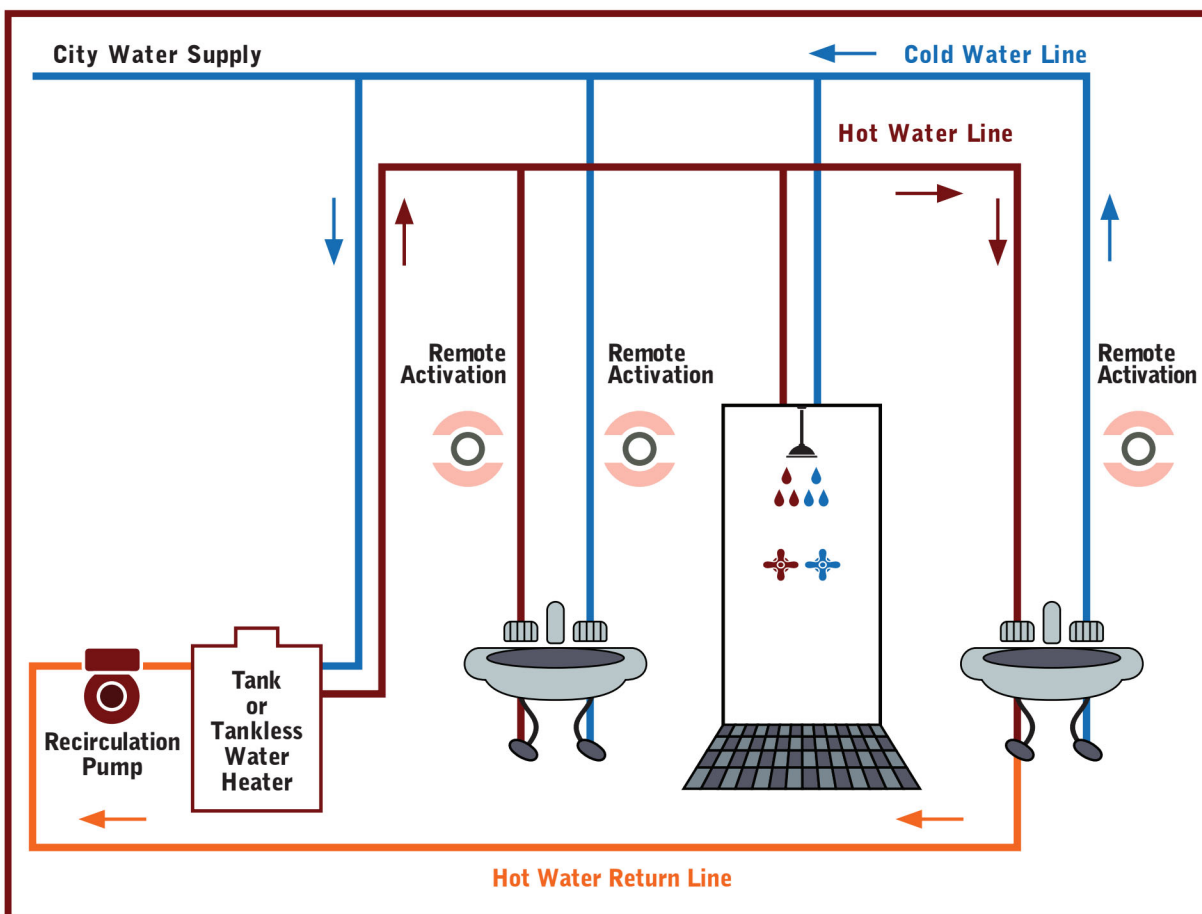 City Water Supply
Cold Water Line
Hot Water Line
Remote
Activation
Remote
Activation
Remote
Activation
Recirculation
Pump
Tank
or
Tankless
Water
Heater
Hot Water Return Line